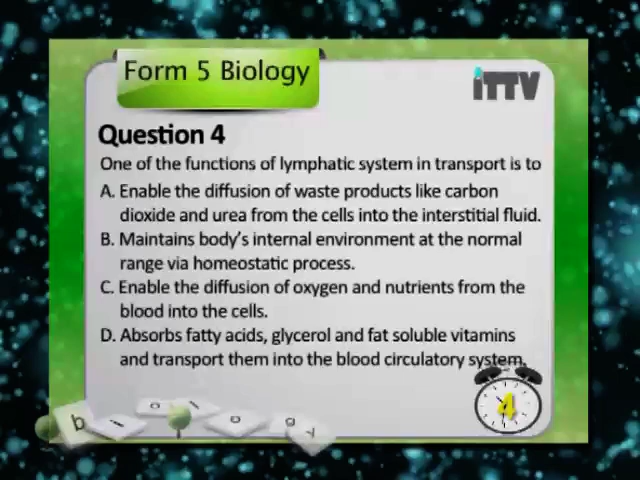 Form 5 Biology
iTTV
Question 4
One of the functions of lymphatic system in transport is to
A. Enable the diffusion of waste products like carbon
dioxide and urea from the cells into the interstitial fluid.
B. Maintains body's internal environment at the normal
range via homeostatic process.
C. Enable the diffusion of oxygen and nutrients from the
blood into the cells.
D. Absorbs fatty acids, glycerol and fat soluble vitamins
and transport them into the blood circulatory system.
4
b i o l o g y